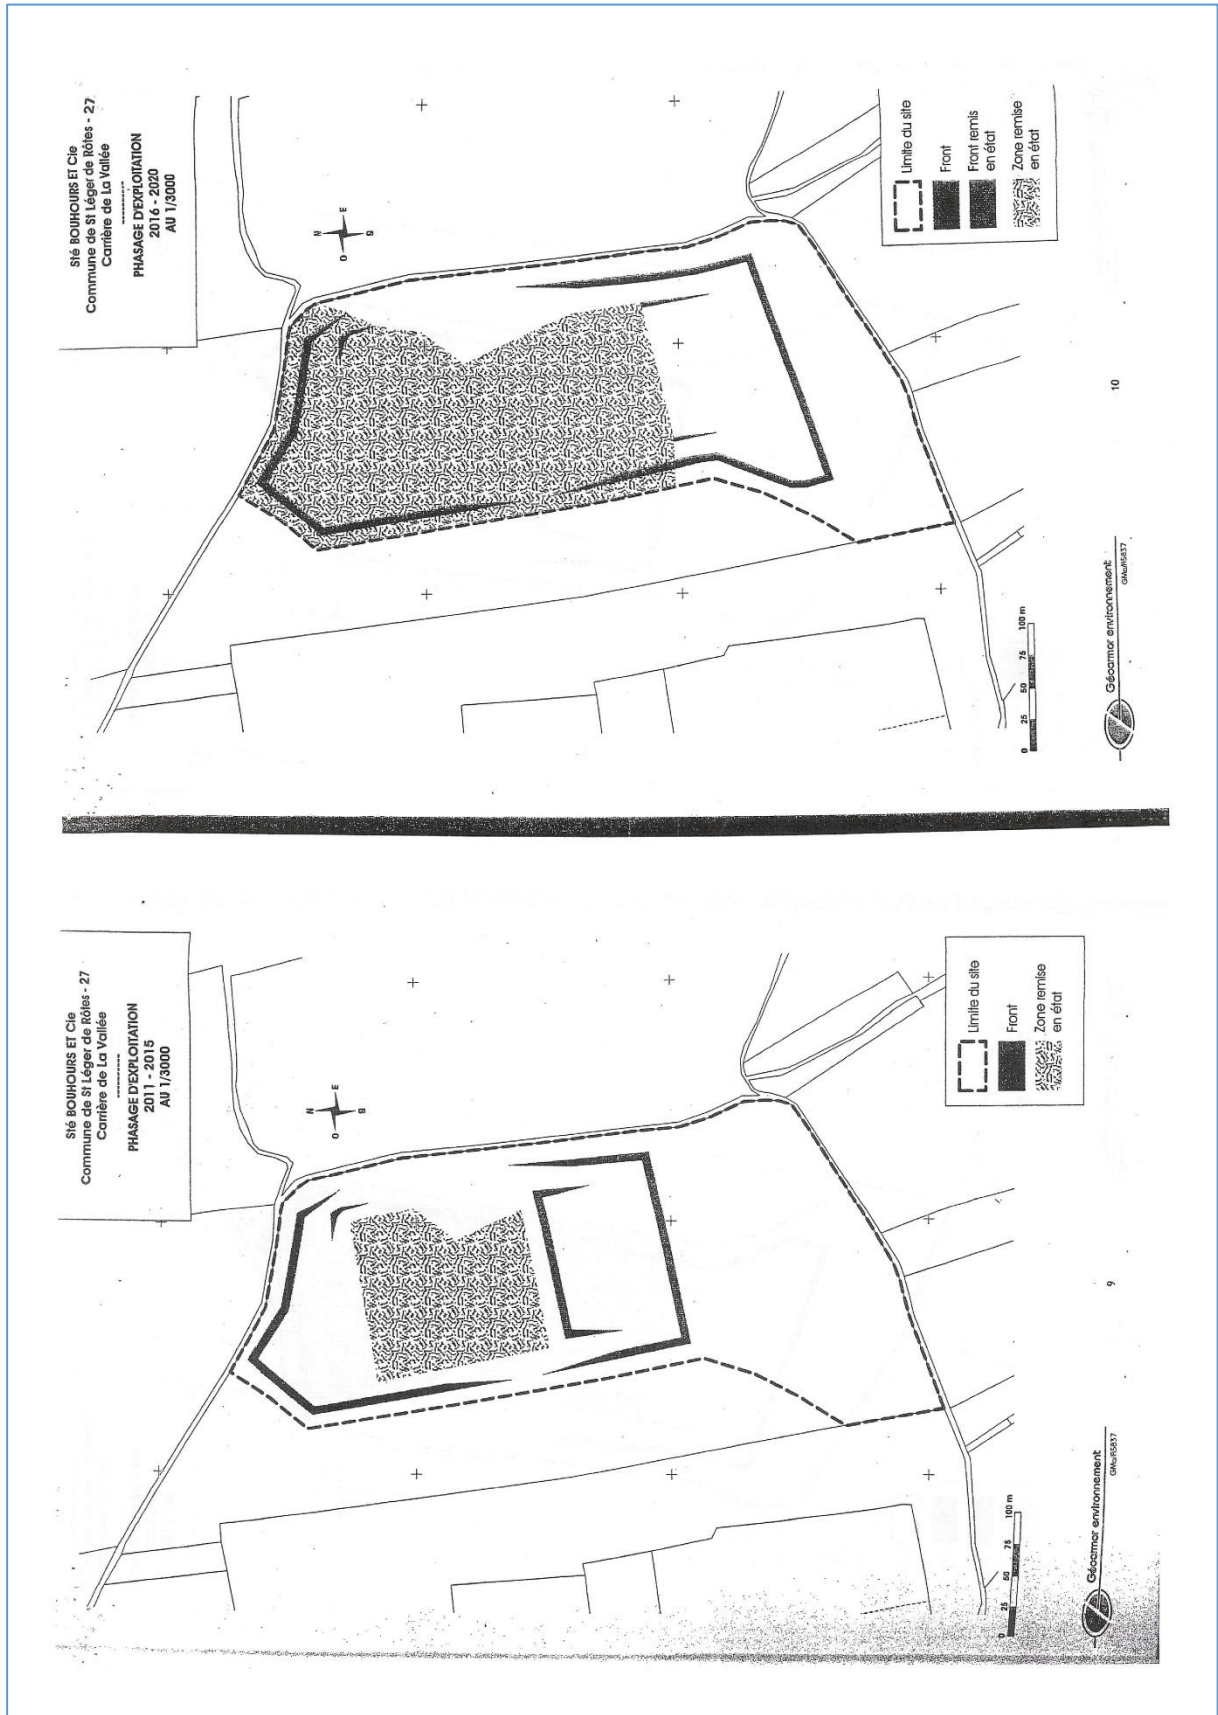 Sté BOUHOURS ET Cie
Commune de St Léger de Rôtes - 27
Carrière de La Vallée
----------
PHASAGE D'EXPLOITATION
2016 - 2020
AU 1/3000
N
O
E
S
Limite du site
Front
Front remis
en état
Zone remise
en état
0 25 50 75 100 m
Géoarmor environnement
10
Sté BOUHOURS ET Cie
Commune de St Léger de Rôtes - 27
Carrière de La Vallée
----------
PHASAGE D'EXPLOITATION
2011 - 2015
AU 1/3000
N
O
E
S
Limite du site
Front
Zone remise
en état
0 25 50 75 100 m
Géoarmor environnement
9